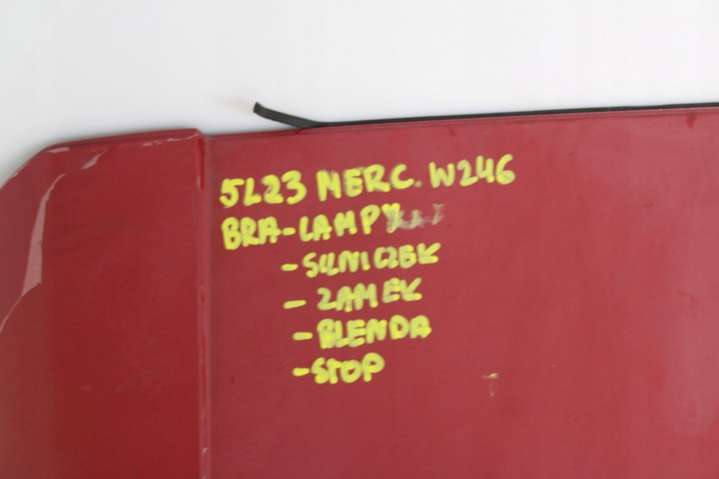 5L23 MERC. W246
BRA-LAMPY
-SILNICZEK
- ZAMEK
-BLENDA
-STOP